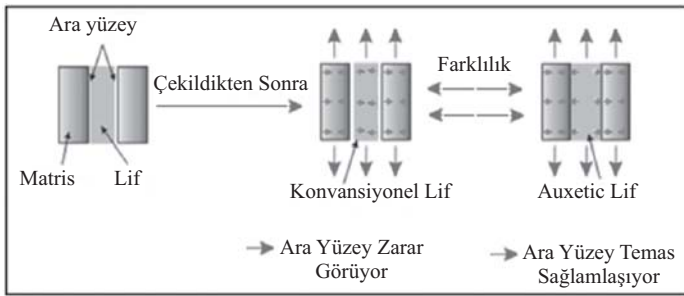 Ara yüzey
Çekildikten Sonra
Farklılık
Matris
Lif
Konvansiyonel Lif
Auxetic Lif
Ara Yüzey Zarar
Görüyor
Ara Yüzey Temas
Sağlamlaşıyor